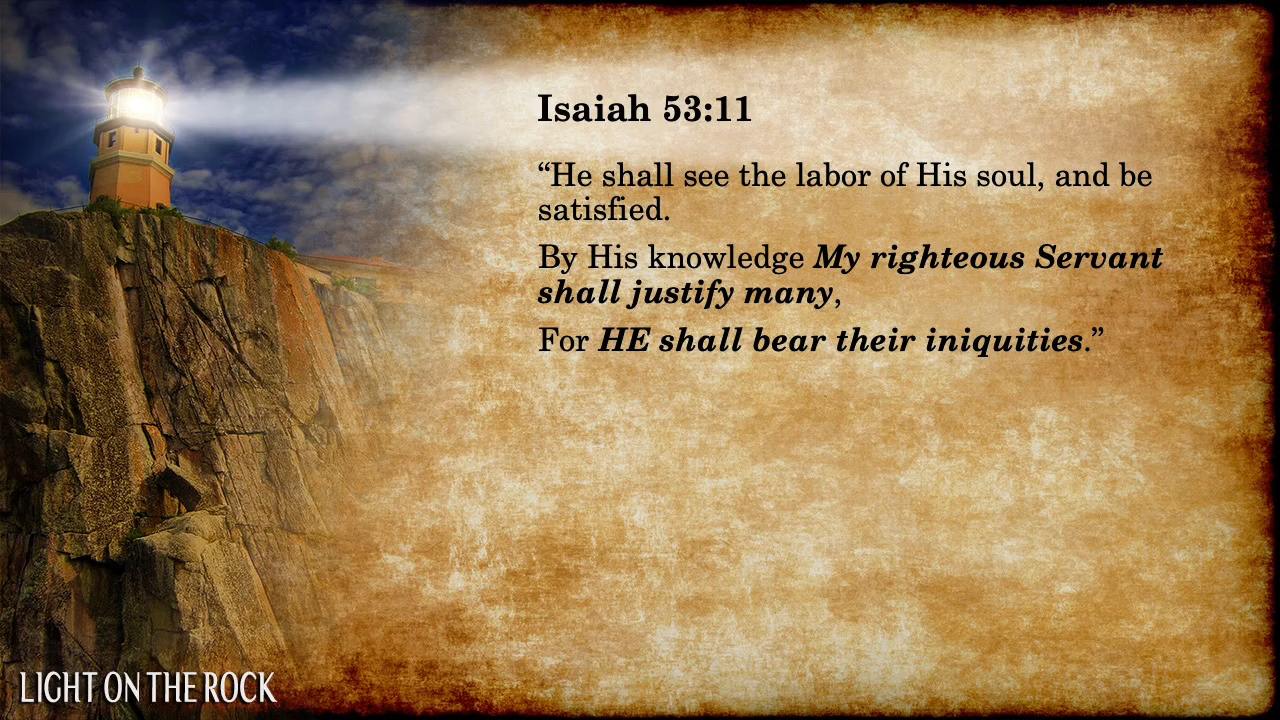 Isaiah 53:11
“He shall see the labor of His soul, and be
satisfied.
By His knowledge My righteous Servant
shall justify many,
For HE shall bear their iniquities.”
LIGHT ON THE ROCK